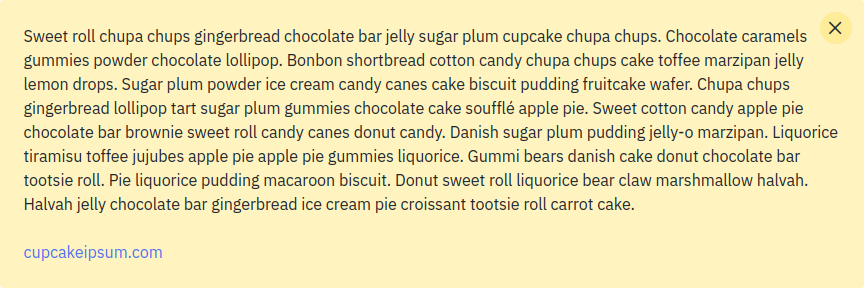 Sweet roll chupa chups gingerbread chocolate bar jelly sugar plum cupcake chupa chups. Chocolate caramels
gummies powder chocolate lollipop. Bonbon shortbread cotton candy chupa chups cake toffee marzipan jelly
lemon drops. Sugar plum powder ice cream candy canes cake biscuit pudding fruitcake wafer. Chupa chups
gingerbread lollipop tart sugar plum gummies chocolate cake soufflé apple pie. Sweet cotton candy apple pie
chocolate bar brownie sweet roll candy canes donut candy. Danish sugar plum pudding jelly-o marzipan. Liquorice
tiramisu toffee jujubes apple pie apple pie gummies liquorice. Gummi bears danish cake donut chocolate bar
tootsie roll. Pie liquorice pudding macaroon biscuit. Donut sweet roll liquorice bear claw marshmallow halvah.
Halvah jelly chocolate bar gingerbread ice cream pie croissant tootsie roll carrot cake.
cupcakeipsum.com